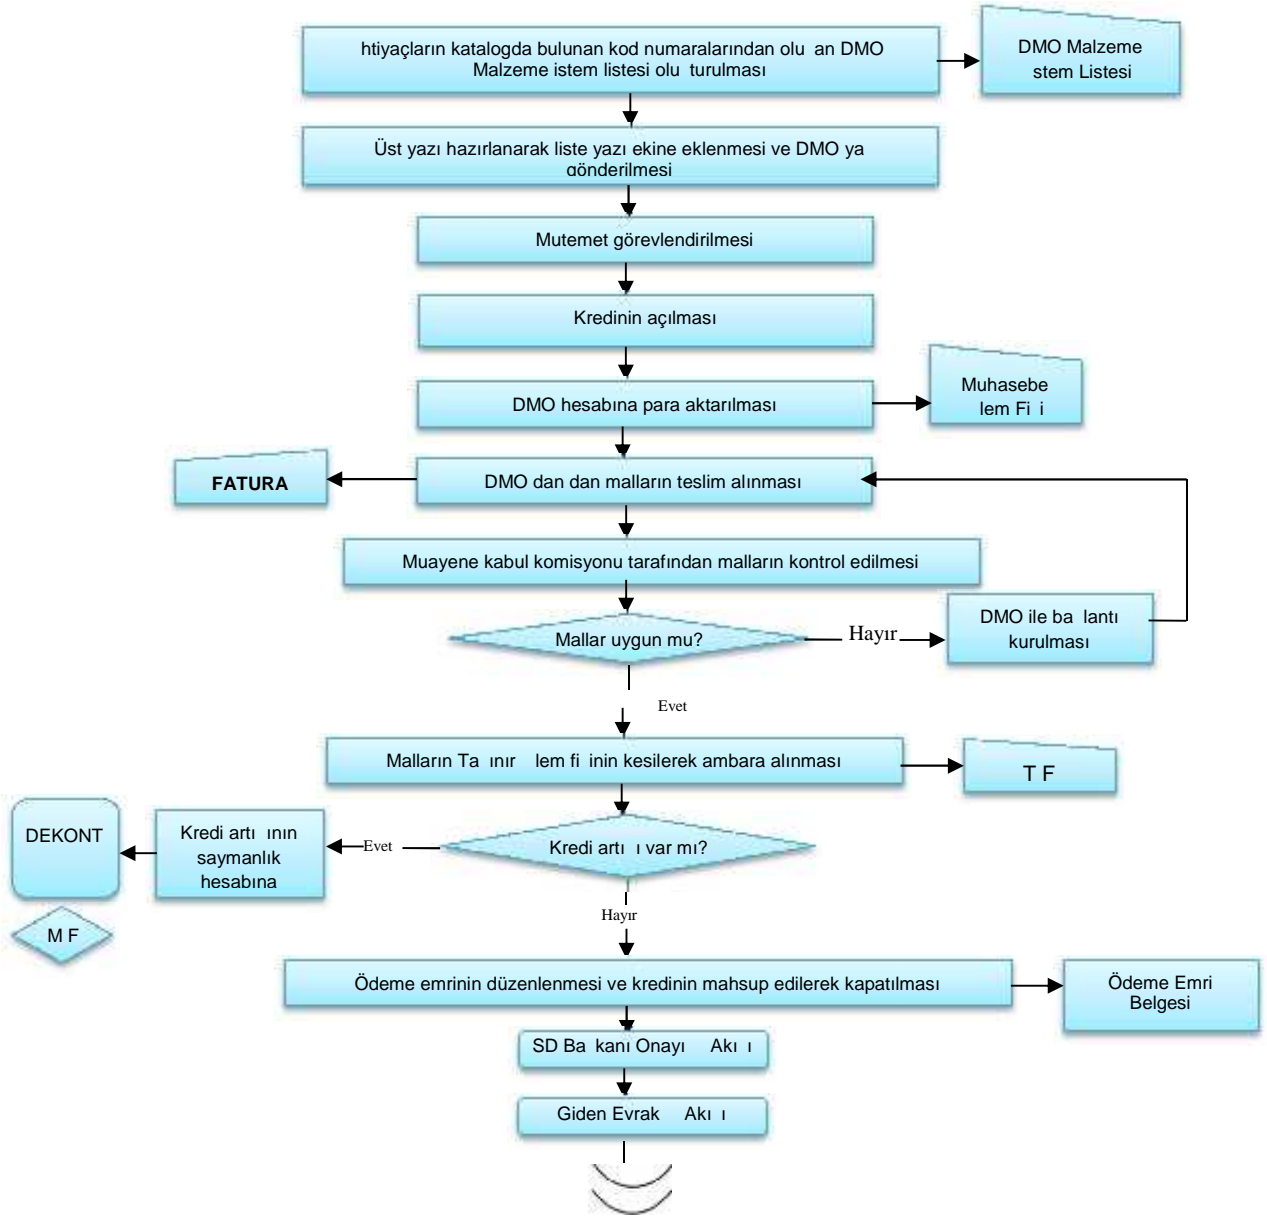 htiyaçların katalogda bulunan kod numaralarından olu an DMO
Malzeme istem listesi olu turulması
DMO Malzeme
stem Listesi
Üst yazı hazırlanarak liste yazı ekine eklenmesi ve DMO ya
gönderilmesi
Mutemet görevlendirilmesi
Kredinin açılması
DMO hesabına para aktarılması
Muhasebe
lem Fi i
FATURA
DMO dan dan malların teslim alınması
Muayene kabul komisyonu tarafından malların kontrol edilmesi
Mallar uygun mu?
Hayır
DMO ile ba lantı
kurulması
Evet
Malların Ta ınır lem fi inin kesilerek ambara alınması
T F
DEKONT
Kredi artı ının
saymanlık
hesabına
Evet
Kredi artı ı var mı?
M F
Hayır
Ödeme emrinin düzenlenmesi ve kredinin mahsup edilerek kapatılması
Ödeme Emri
Belgesi
SD Ba kanı Onayı Akı ı
Giden Evrak Akı ı